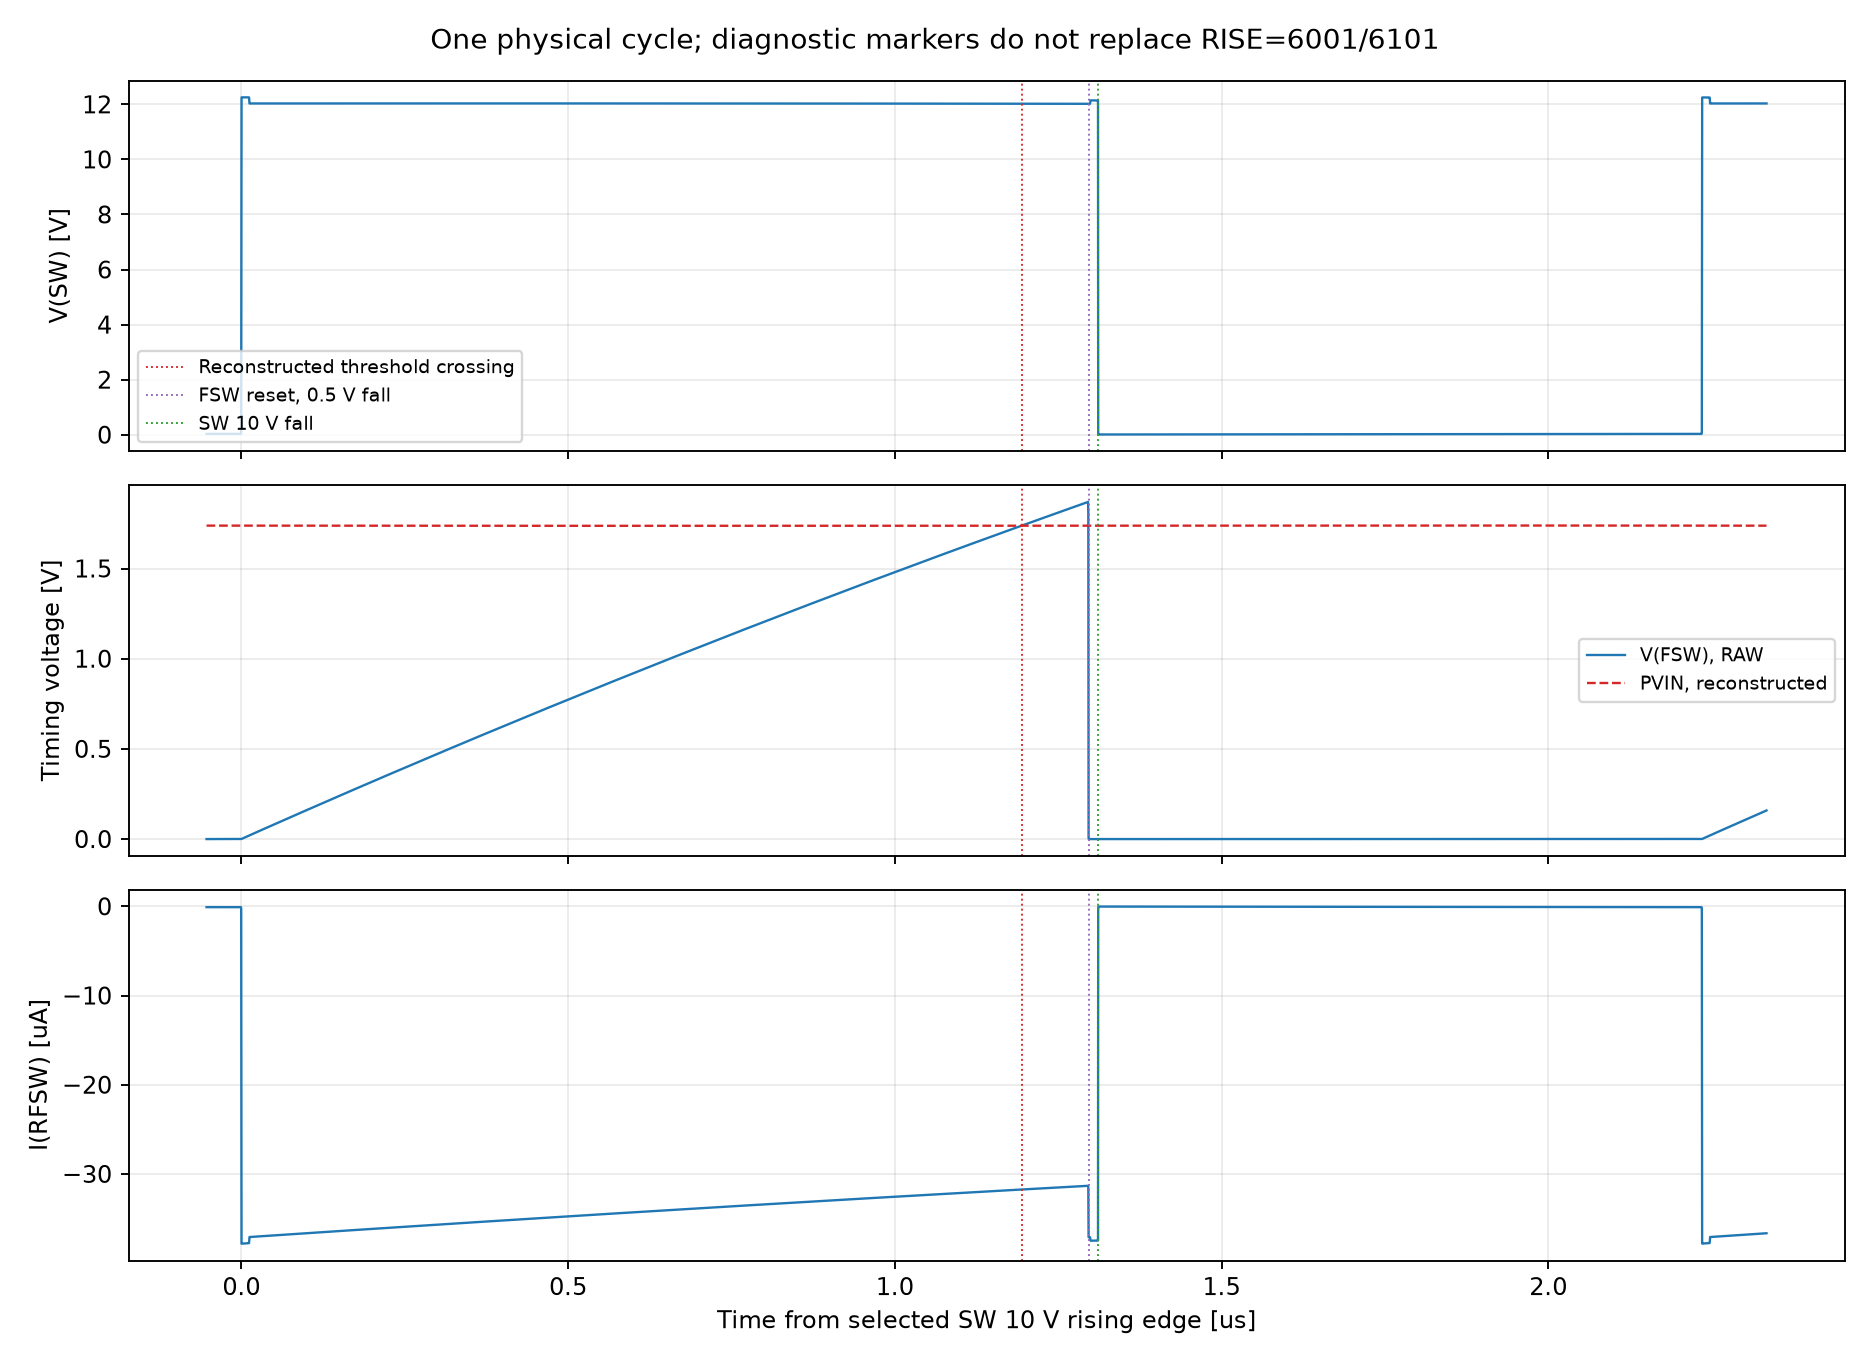 One physical cycle; diagnostic markers do not replace RISE=6001/6101
V(SW) [V]
12
10
8
6
4
2
0
Reconstructed threshold crossing
FSW reset, 0.5 V fall
SW 10 V fall
Timing voltage [V]
1.5
1.0
0.5
0.0
V(FSW), RAW
PVIN, reconstructed
I(RFSW) [uA]
0
−10
−20
−30
0.0 0.5 1.0 1.5 2.0
Time from selected SW 10 V rising edge [us]